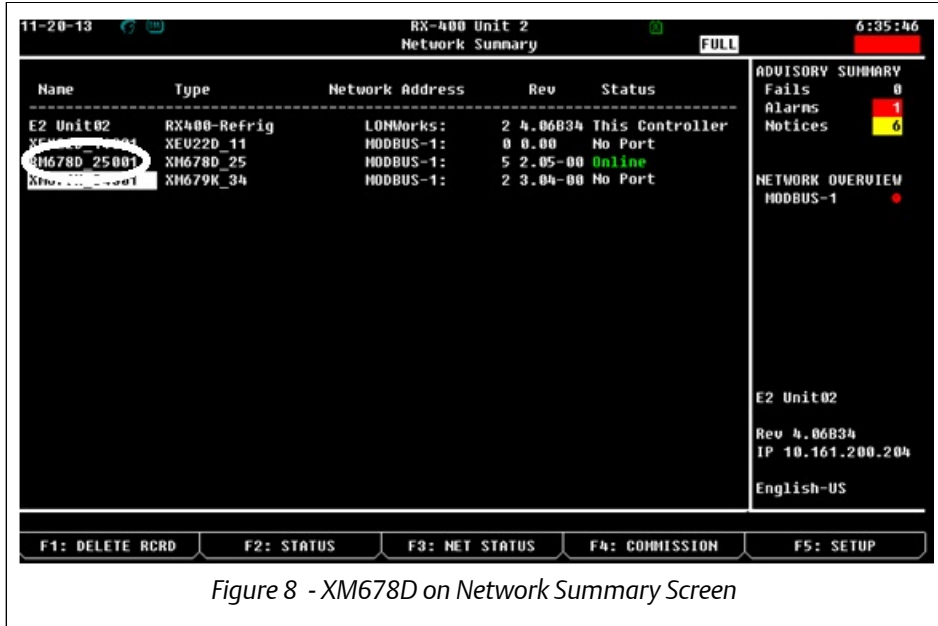 11-20-13 RX-400 Unit 2 6:35:46
Network Summary FULL
ADVISORY SUMMARY
Name Type Network Address Rev Status Fails 0
Alarms 1
E2 Unit02 RX400-Refrig LONWorks: 2 4.06B34 This Controller Notices 6
XEV22D_11 MODBUS-1: 0 0.00 No Port
XM678D_25001 XM678D_25 MODBUS-1: 5 2.05-00 Online
XM679K_34 MODBUS-1: 2 3.04-00 No Port NETWORK OVERVIEW
MODBUS-1
E2 Unit02
Rev 4.06B34
IP 10.161.200.204
English-US
F1: DELETE RCRD F2: STATUS F3: NET STATUS F4: COMMISSION F5: SETUP
Figure 8 - XM678D on Network Summary Screen